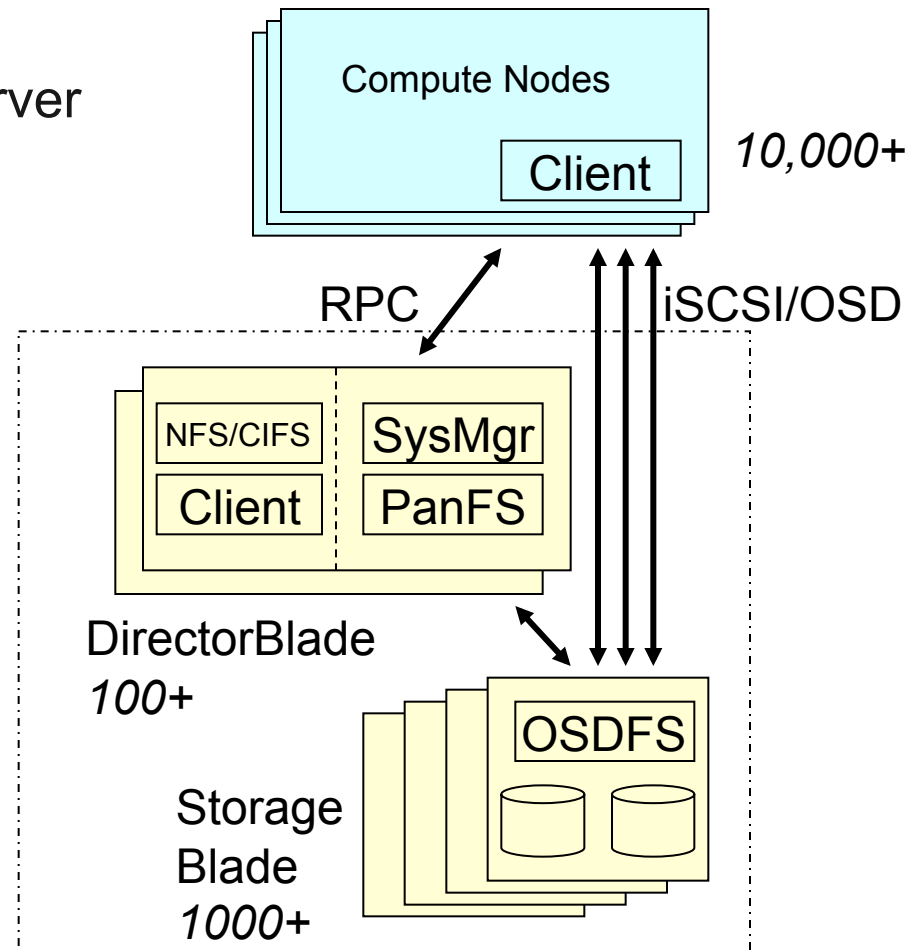 Compute Nodes
Client
10,000+
RPC
iSCSI/OSD
NFS/CIFS
SysMgr
Client
PanFS
DirectorBlade
100+
OSDFS
Storage
Blade
1000+